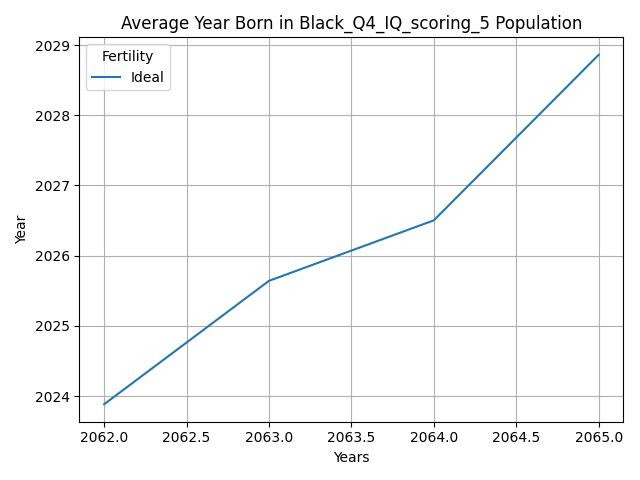 Average Year Born in Black_Q4_IQ_scoring_5 Population
Fertility
Ideal
2029
2028
2027
2026
2025
2024
Year
2062.0 2062.5 2063.0 2063.5 2064.0 2064.5 2065.0
Years